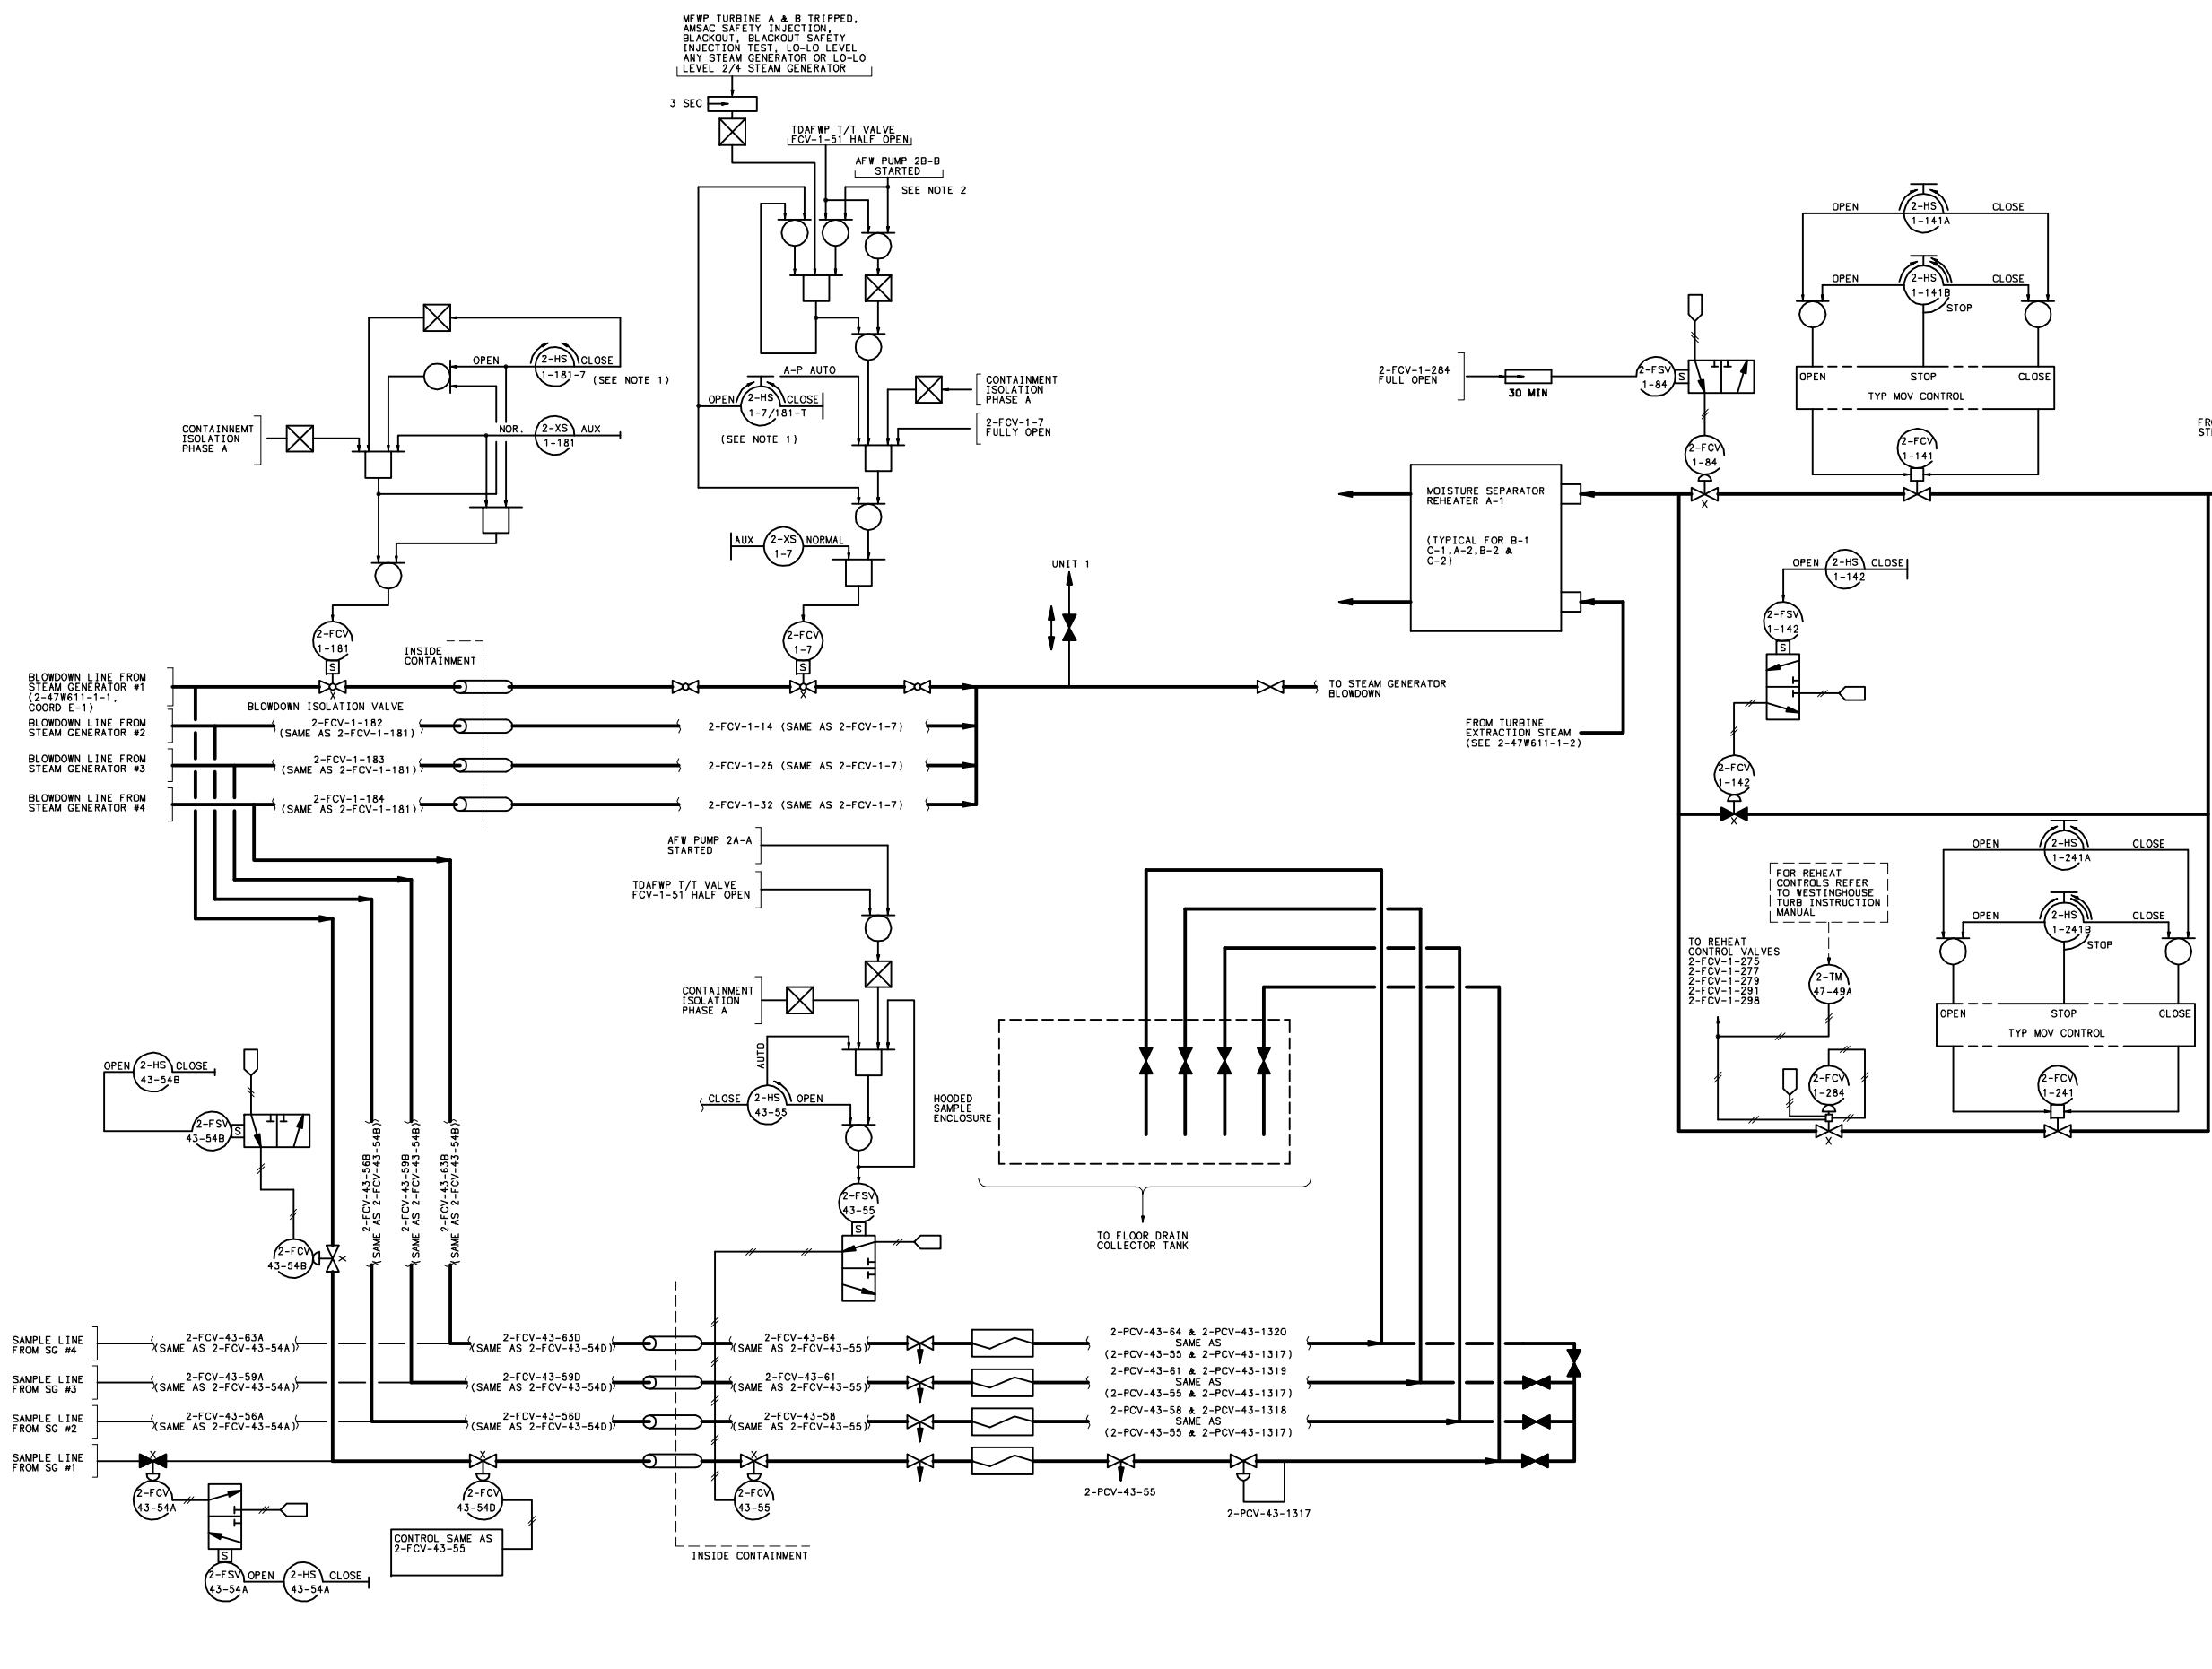 MFWP TURBINE A & B TRIPPED,
AMSAC SAFETY INJECTION,
BLACKOUT, BLACKOUT SAFETY
INJECTION TEST, LO-LO LEVEL
ANY STEAM GENERATOR OR LO-LO
LEVEL 2/4 STEAM GENERATOR
3 SEC
TDAFWP T/T VALVE
FCV-1-51 HALF OPEN
AFW PUMP 2B-B
STARTED
SEE NOTE 2
OPEN
2-HS
1-181-7
CLOSE
(SEE NOTE 1)
CONTAINNEMT
ISOLATION
PHASE A
NOR.
2-XS
1-181
AUX
A-P AUTO
OPEN
2-HS
1-7/181-T
CLOSE
(SEE NOTE 1)
CONTAINMENT
ISOLATION
PHASE A
2-FCV-1-7
FULLY OPEN
AUX
2-XS
1-7
NORMAL
2-FCV
1-181
2-FCV
1-7
S
S
X
X
INSIDE
CONTAINMENT
UNIT 1
BLOWDOWN LINE FROM
STEAM GENERATOR #1
(2-47W611-1-1,
COORD E-1)
BLOWDOWN ISOLATION VALVE
BLOWDOWN LINE FROM
STEAM GENERATOR #2
2-FCV-1-182
(SAME AS 2-FCV-1-181)
2-FCV-1-14 (SAME AS 2-FCV-1-7)
BLOWDOWN LINE FROM
STEAM GENERATOR #3
2-FCV-1-183
(SAME AS 2-FCV-1-181)
2-FCV-1-25 (SAME AS 2-FCV-1-7)
BLOWDOWN LINE FROM
STEAM GENERATOR #4
2-FCV-1-184
(SAME AS 2-FCV-1-181)
2-FCV-1-32 (SAME AS 2-FCV-1-7)
TO STEAM GENERATOR
BLOWDOWN
2-FCV-1-284
FULL OPEN
30 MIN
2-FSV
1-84
S
2-FCV
1-84
X
OPEN
2-HS
1-141A
CLOSE
OPEN
2-HS
1-141B
CLOSE
STOP
OPEN
STOP
CLOSE
TYP MOV CONTROL
2-FCV
1-141
MOISTURE SEPARATOR
REHEATER A-1
(TYPICAL FOR B-1
C-1,A-2,B-2 &
C-2)
FROM TURBINE
EXTRACTION STEAM
(SEE 2-47W611-1-2)
OPEN
2-HS
1-142
CLOSE
2-FSV
1-142
S
2-FCV
1-142
X
OPEN
2-HS
1-241A
CLOSE
OPEN
2-HS
1-241B
CLOSE
STOP
OPEN
STOP
CLOSE
TYP MOV CONTROL
2-FCV
1-241
FOR REHEAT
CONTROLS REFER
TO WESTINGHOUSE
TURB INSTRUCTION
MANUAL
TO REHEAT
CONTROL VALVES
2-FCV-1-275
2-FCV-1-277
2-FCV-1-279
2-FCV-1-291
2-FCV-1-298
2-TM
47-49A
2-FCV
1-284
X
AFW PUMP 2A-A
STARTED
TDAFWP T/T VALVE
FCV-1-51 HALF OPEN
CONTAINMENT
ISOLATION
PHASE A
AUTO
CLOSE
2-HS
43-55
OPEN
2-FSV
43-55
S
HOODED
SAMPLE
ENCLOSURE
TO FLOOR DRAIN
COLLECTOR TANK
OPEN
2-HS
43-54B
CLOSE
2-FSV
43-54B
S
2-FCV
43-54B
X
2-FCV-43-56B
(SAME AS 2-FCV-43-54B)
2-FCV-43-59B
(SAME AS 2-FCV-43-54B)
2-FCV-43-63B
(SAME AS 2-FCV-43-54B)
SAMPLE LINE
FROM SG #4
2-FCV-43-63A
(SAME AS 2-FCV-43-54A)
2-FCV-43-63D
(SAME AS 2-FCV-43-54D)
2-FCV-43-64
(SAME AS 2-FCV-43-55)
2-PCV-43-64 & 2-PCV-43-1320
SAME AS
(2-PCV-43-55 & 2-PCV-43-1317)
SAMPLE LINE
FROM SG #3
2-FCV-43-59A
(SAME AS 2-FCV-43-54A)
2-FCV-43-59D
(SAME AS 2-FCV-43-54D)
2-FCV-43-61
(SAME AS 2-FCV-43-55)
2-PCV-43-61 & 2-PCV-43-1319
SAME AS
(2-PCV-43-55 & 2-PCV-43-1317)
SAMPLE LINE
FROM SG #2
2-FCV-43-56A
(SAME AS 2-FCV-43-54A)
2-FCV-43-56D
(SAME AS 2-FCV-43-54D)
2-FCV-43-58
(SAME AS 2-FCV-43-55)
2-PCV-43-58 & 2-PCV-43-1318
SAME AS
(2-PCV-43-55 & 2-PCV-43-1317)
SAMPLE LINE
FROM SG #1
X
X
X
2-FCV
43-54A
2-FCV
43-54D
2-FCV
43-55
2-PCV-43-55
2-PCV-43-1317
CONTROL SAME AS
2-FCV-43-55
INSIDE CONTAINMENT
S
2-FSV
43-54A
OPEN
2-HS
43-54A
CLOSE